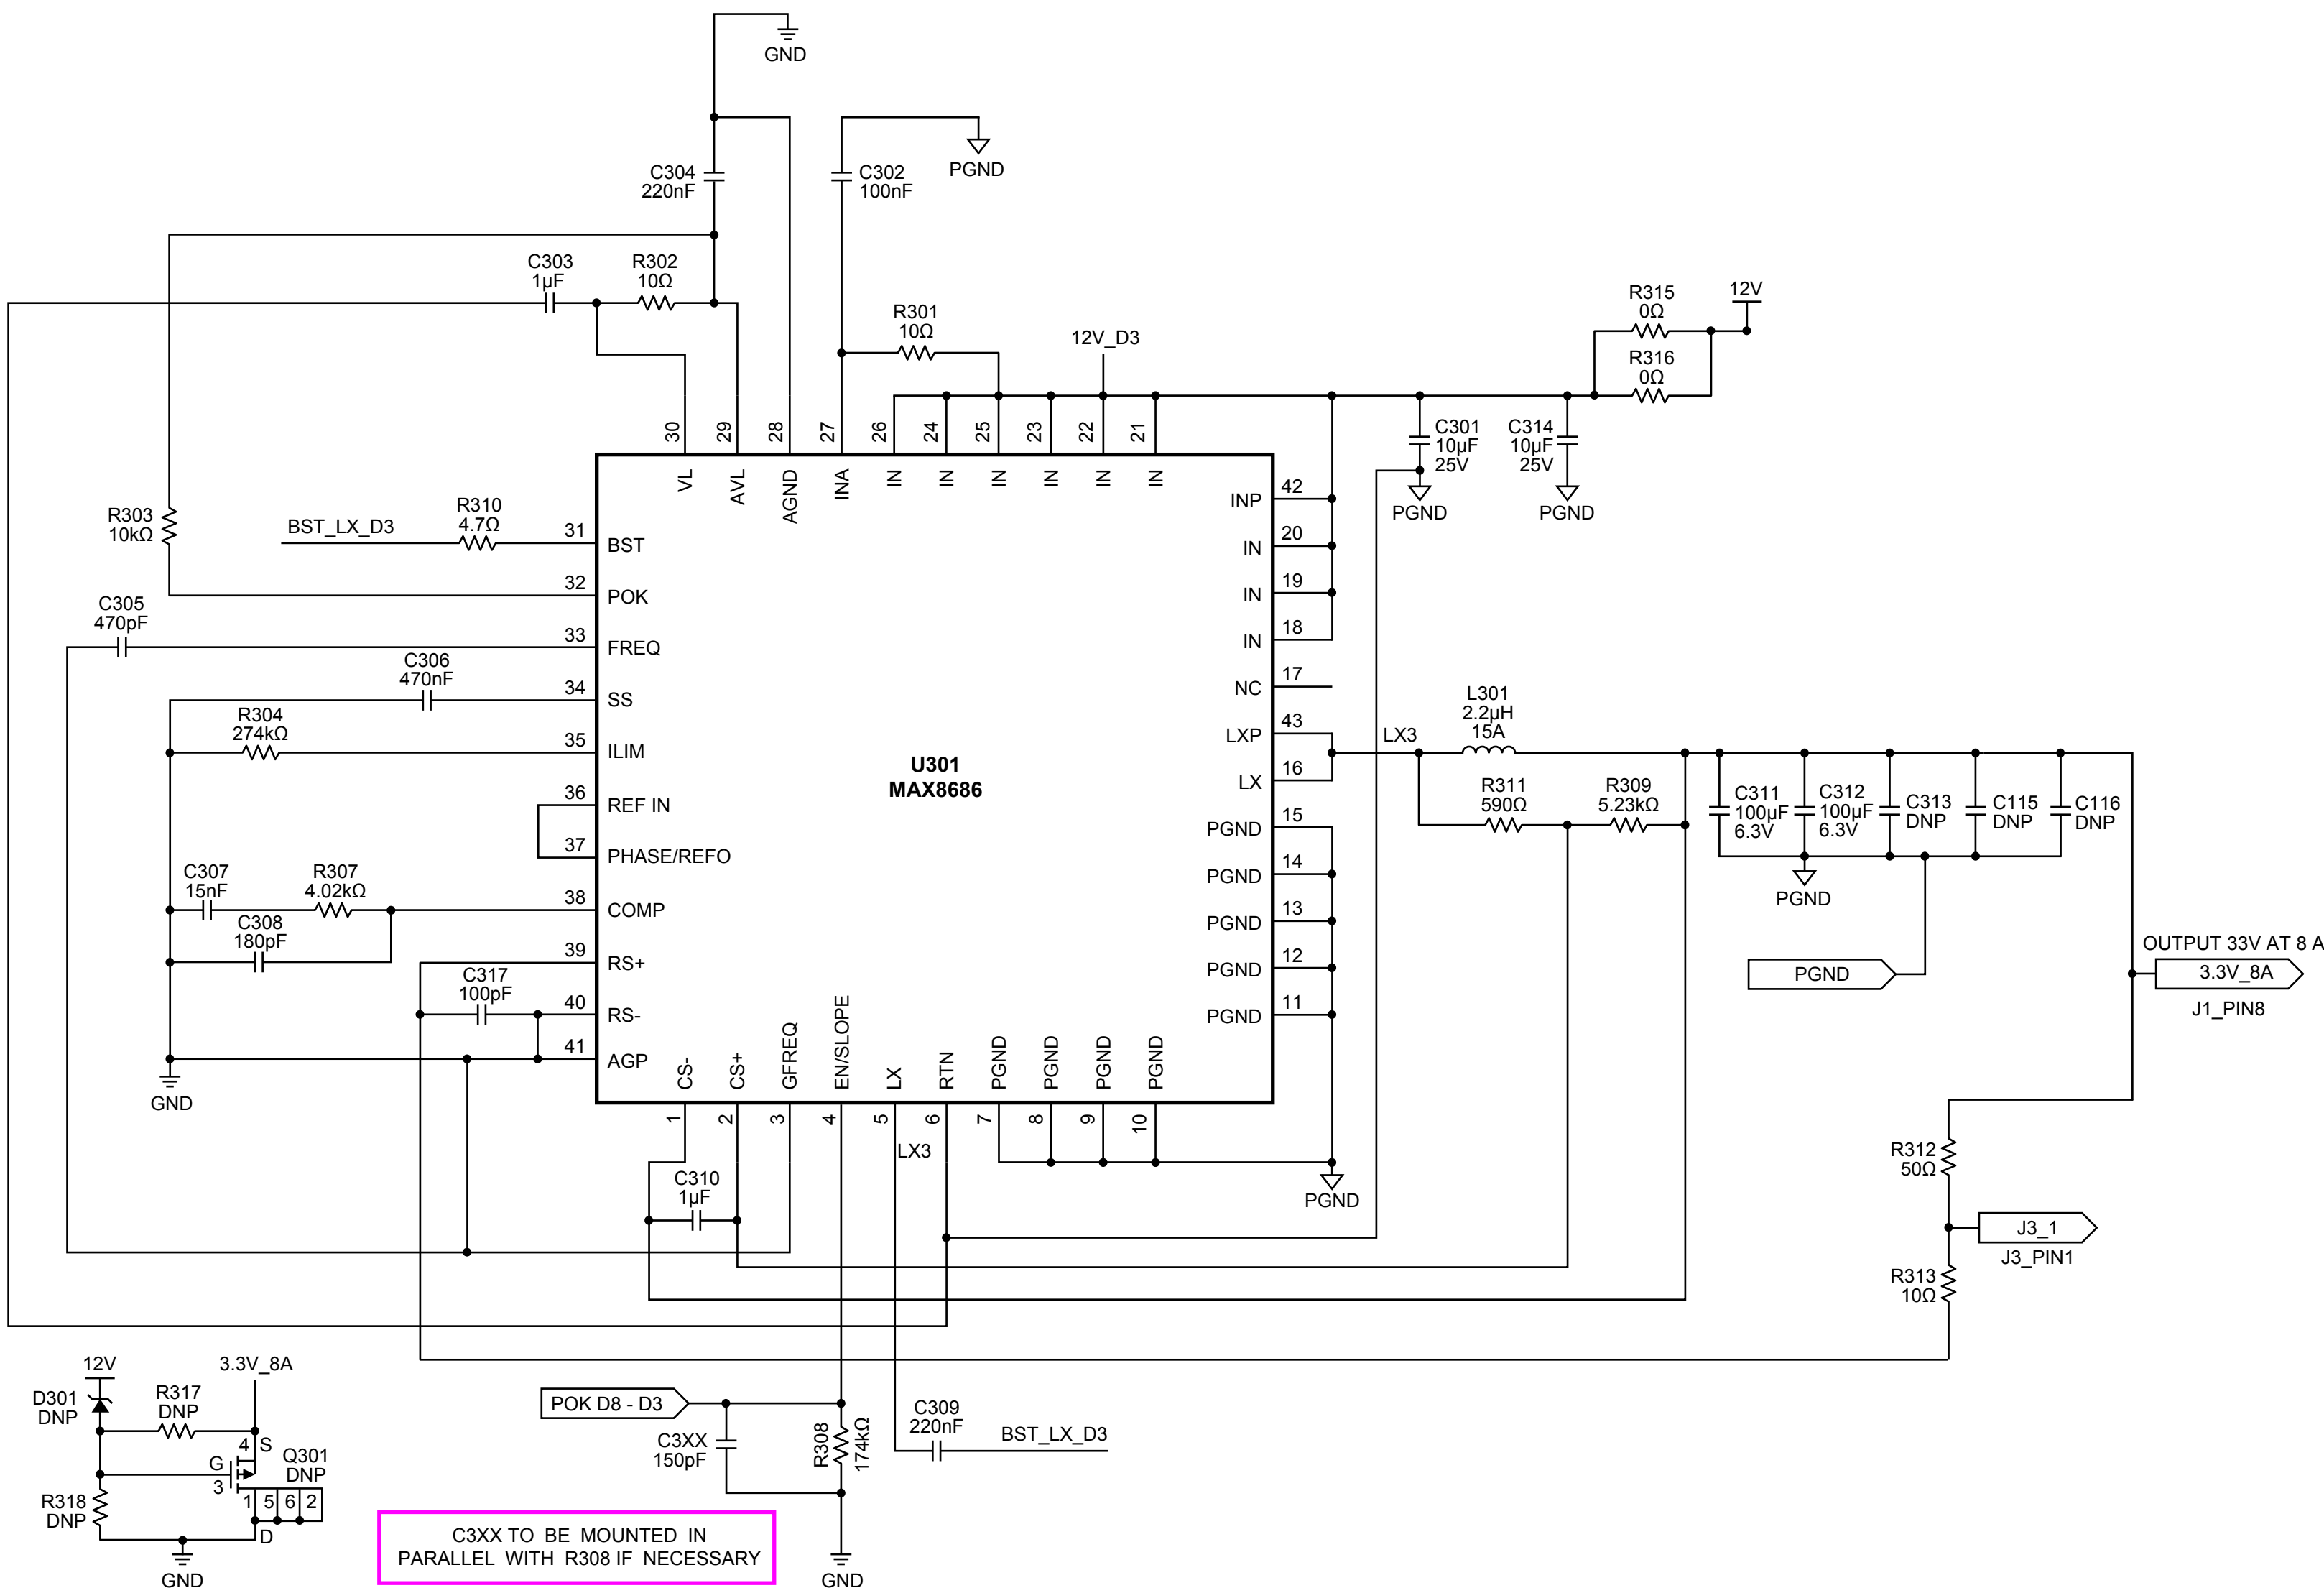 GND
C304
220nF
C302
100nF
PGND
C303
1µF
R302
10Ω
R301
10Ω
12V_D3
R315
0Ω
12V
R316
0Ω
C301
10µF
25V
PGND
C314
10µF
25V
PGND
30
29
28
27
26
24
25
23
22
21
VL
AVL
AGND
INA
IN
IN
IN
IN
IN
IN
R303
10kΩ
BST_LX_D3
R310
4.7Ω
31
BST
32
POK
C305
470pF
33
FREQ
C306
470nF
34
SS
R304
274kΩ
35
ILIM
36
REF IN
37
PHASE/REFO
C307
15nF
R307
4.02kΩ
38
COMP
C308
180pF
39
RS+
C317
100pF
40
RS-
41
AGP
GND
U301
MAX8686
INP
42
IN
20
IN
19
IN
18
NC
17
LXP
43
LX
16
PGND
15
PGND
14
PGND
13
PGND
12
PGND
11
CS-
CS+
GFREQ
EN/SLOPE
LX
RTN
PGND
PGND
PGND
PGND
1
2
3
4
5
6
7
8
9
10
LX3
PGND
C310
1µF
LX3
L301
2.2µH
15A
R311
590Ω
R309
5.23kΩ
C311
100µF
6.3V
C312
100µF
6.3V
C313
DNP
C115
DNP
C116
DNP
PGND
PGND
OUTPUT 33V AT 8 A
3.3V_8A
J1_PIN8
R312
50Ω
J3_1
J3_PIN1
R313
10Ω
12V
3.3V_8A
D301
DNP
R317
DNP
4
S
G
3
Q301
DNP
1
5
6
2
D
R318
DNP
GND
POK D8 - D3
C3XX
150pF
R308
174kΩ
C309
220nF
BST_LX_D3
GND
C3XX TO BE MOUNTED IN
PARALLEL WITH R308 IF NECESSARY